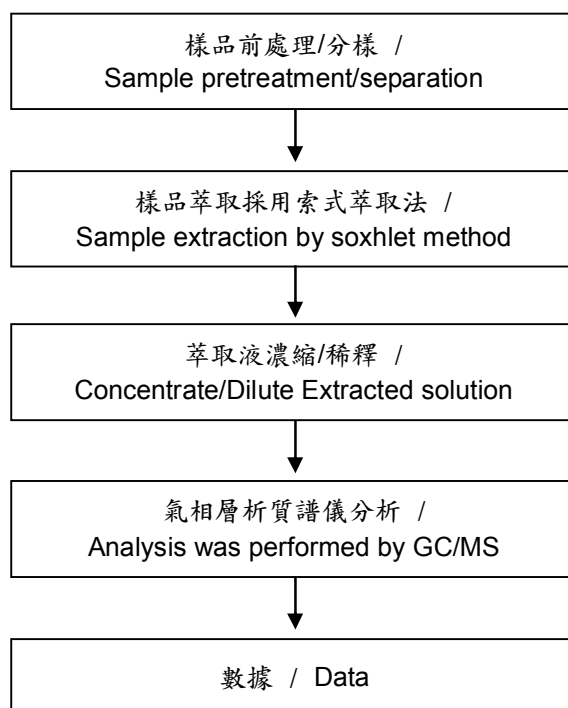 樣品前處理/分樣 /
Sample pretreatment/separation
樣品萃取採用索式萃取法 /
Sample extraction by soxhlet method
萃取液濃縮/稀釋 /
Concentrate/Dilute Extracted solution
氣相層析質譜儀分析 /
Analysis was performed by GC/MS
數據 / Data